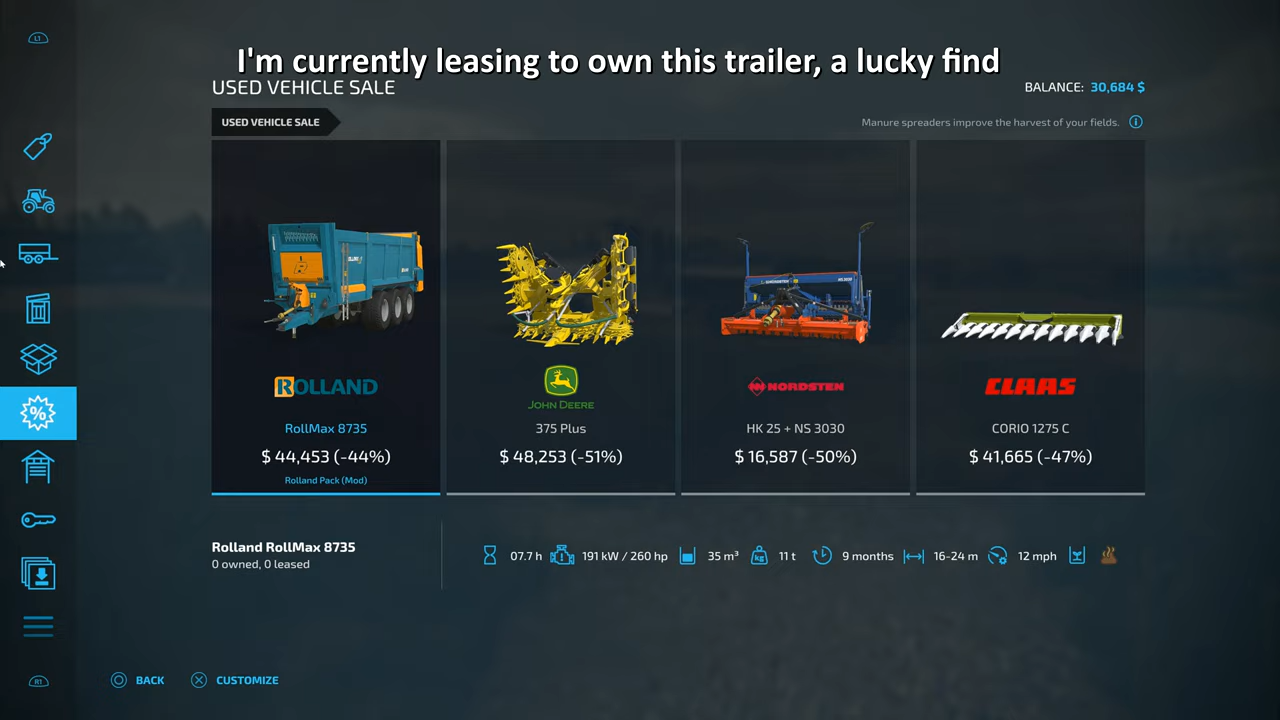 L1
I'm currently leasing to own this trailer, a lucky find
USED VEHICLE SALE
BALANCE: 30,684 $
USED VEHICLE SALE
Manure spreaders improve the harvest of your fields.
ROLLAND
JOHN DEERE
NORDSTEN
CLAAS
RollMax 8735
375 Plus
HK 25 + NS 3030
CORIO 1275 C
$ 44,453 (-44%)
$ 48,253 (-51%)
$ 16,587 (-50%)
$ 41,665 (-47%)
Rolland Pack (Mod)
Rolland RollMax 8735
0 owned, 0 leased
07.7 h 191 kW / 260 hp 35 m³ kg 11 t 9 months 16-24 m 12 mph
BACK CUSTOMIZE
R1